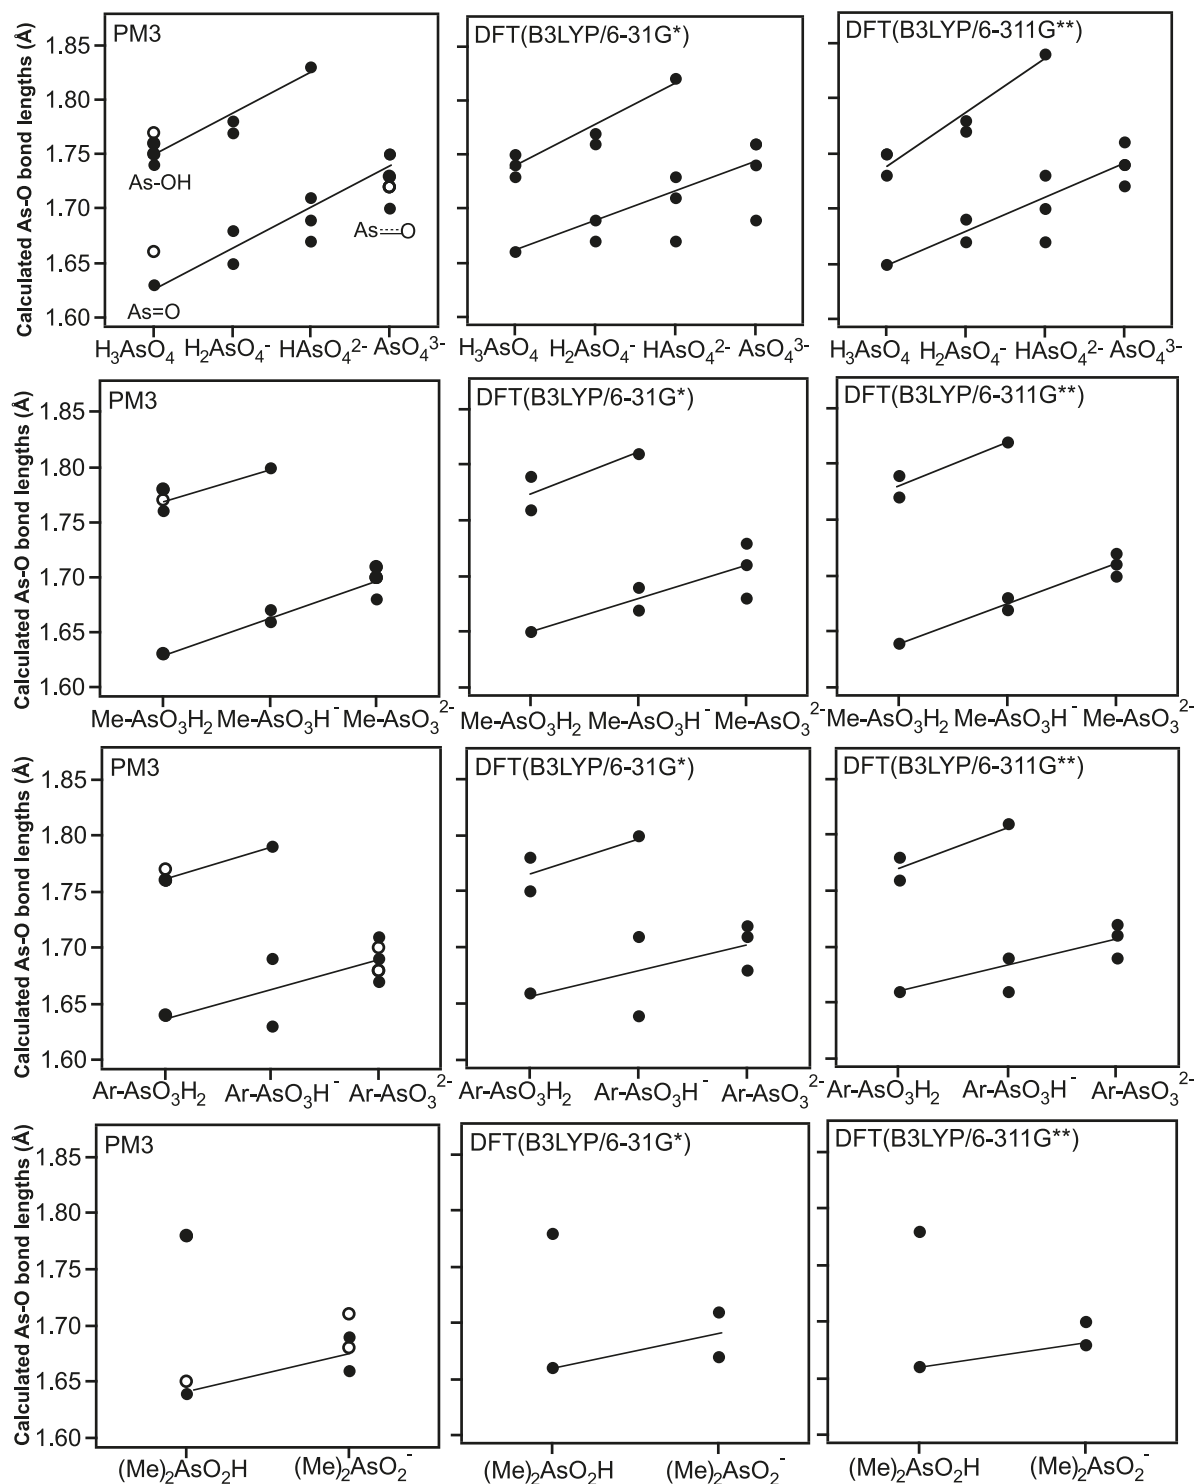 Calculated As-O bond lengths (Å)
PM3
DFT(B3LYP/6-31G*)
DFT(B3LYP/6-311G**)
1.85
1.80
1.75
1.70
1.65
1.60
As-OH
As=O
As⎓O
H₃AsO₄ H₂AsO₄⁻ HAsO₄²⁻ AsO₄³⁻
H₃AsO₄ H₂AsO₄⁻ HAsO₄²⁻ AsO₄³⁻
H₃AsO₄ H₂AsO₄⁻ HAsO₄²⁻ AsO₄³⁻
Calculated As-O bond lengths (Å)
PM3
DFT(B3LYP/6-31G*)
DFT(B3LYP/6-311G**)
1.85
1.80
1.75
1.70
1.65
1.60
Me-AsO₃H₂ Me-AsO₃H⁻ Me-AsO₃²⁻
Me-AsO₃H₂ Me-AsO₃H⁻ Me-AsO₃²⁻
Me-AsO₃H₂ Me-AsO₃H⁻ Me-AsO₃²⁻
Calculated As-O bond lengths (Å)
PM3
DFT(B3LYP/6-31G*)
DFT(B3LYP/6-311G**)
1.85
1.80
1.75
1.70
1.65
1.60
Ar-AsO₃H₂ Ar-AsO₃H⁻ Ar-AsO₃²⁻
Ar-AsO₃H₂ Ar-AsO₃H⁻ Ar-AsO₃²⁻
Ar-AsO₃H₂ Ar-AsO₃H⁻ Ar-AsO₃²⁻
Calculated As-O bond lengths (Å)
PM3
DFT(B3LYP/6-31G*)
DFT(B3LYP/6-311G**)
1.85
1.80
1.75
1.70
1.65
1.60
(Me)₂AsO₂H (Me)₂AsO₂⁻
(Me)₂AsO₂H (Me)₂AsO₂⁻
(Me)₂AsO₂H (Me)₂AsO₂⁻